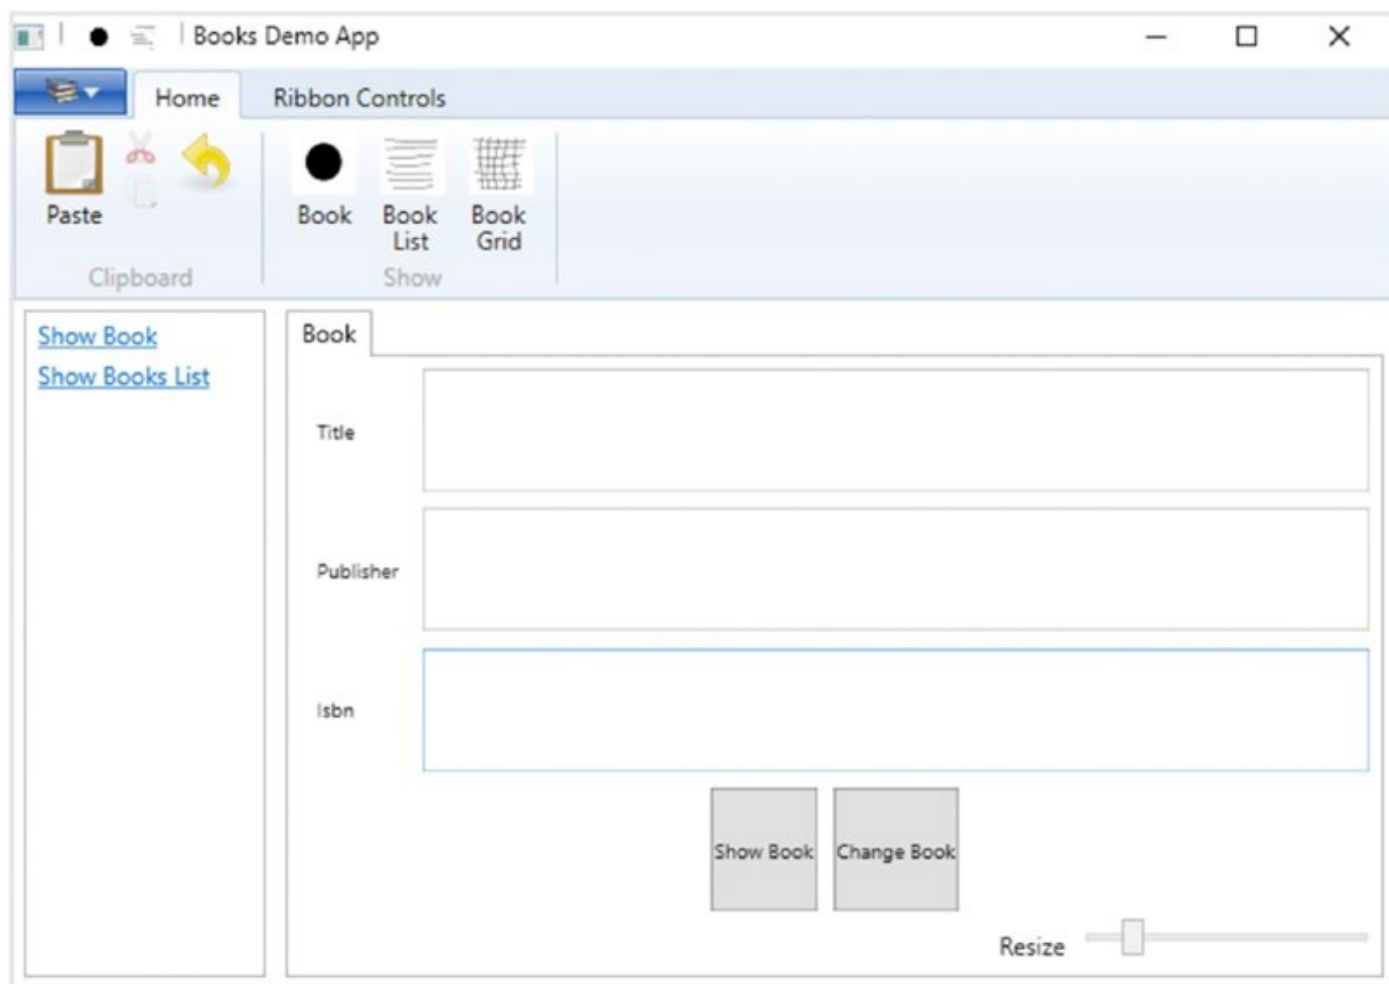 Books Demo App
Home
Ribbon Controls
Paste
Book
Book List
Book Grid
Clipboard
Show
Show Book
Show Books List
Book
Title
Publisher
Isbn
Show Book
Change Book
Resize